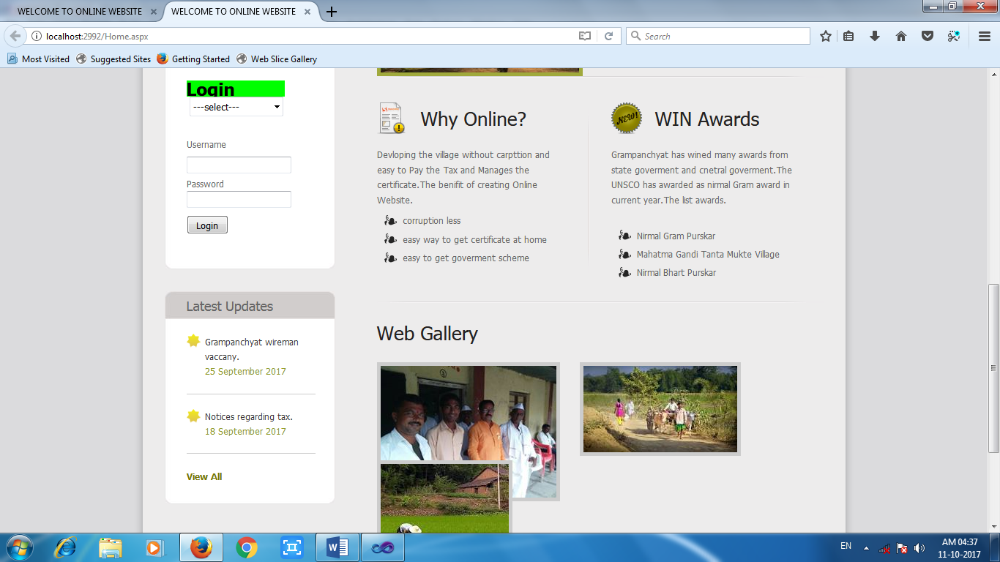 WELCOME TO ONLINE WEBSITE
WELCOME TO ONLINE WEBSITE
localhost:2992/Home.aspx
Search
Most Visited
Suggested Sites
Getting Started
Web Slice Gallery
Login
---select---
Username
Password
Login
Latest Updates
Grampanchyat wireman
vaccany.
25 September 2017
Notices regarding tax.
18 September 2017
View All
Why Online?
Devloping the village without carpttion and
easy to Pay the Tax and Manages the
certificate.The benifit of creating Online
Website.
corruption less
easy way to get certificate at home
easy to get goverment scheme
NEW!
WIN Awards
Grampanchyat has wined many awards from
state goverment and cnetral goverment.The
UNSCO has awarded as nirmal Gram award in
current year.The list awards.
Nirmal Gram Purskar
Mahatma Gandi Tanta Mukte Village
Nirmal Bhart Purskar
Web Gallery
EN
AM 04:37
11-10-2017